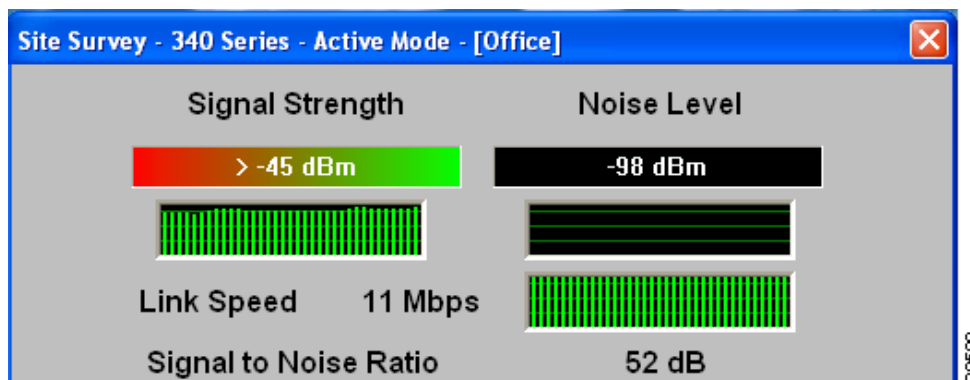 Site Survey - 340 Series - Active Mode - [Office]
Signal Strength
Noise Level
> -45 dBm
-98 dBm
Link Speed 11 Mbps
Signal to Noise Ratio 52 dB